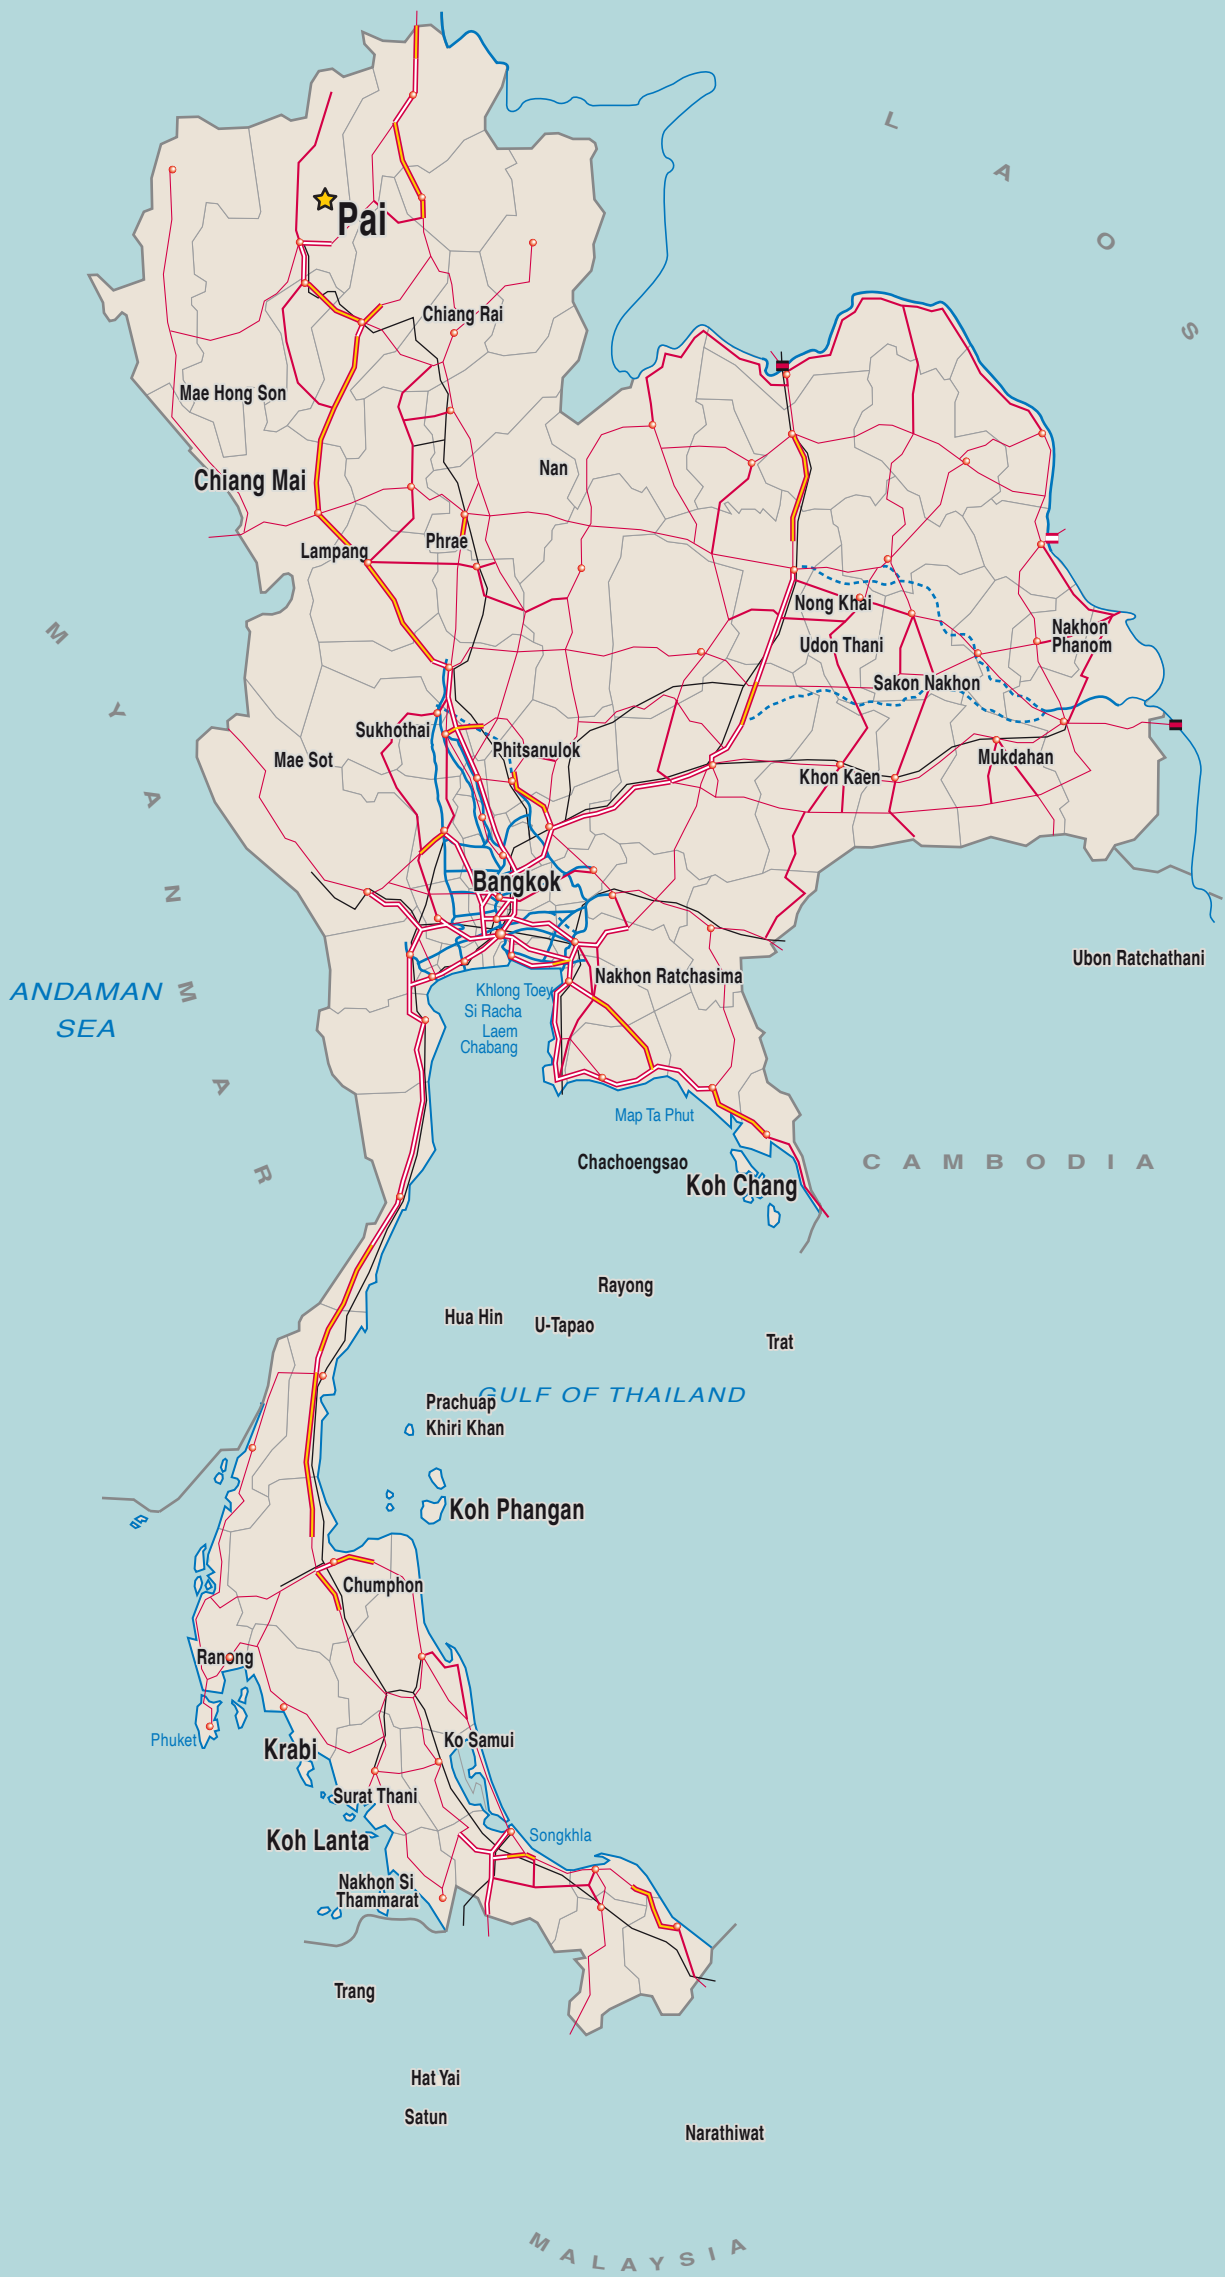 LAOS
Pai
Chiang Rai
Mae Hong Son
Nan
Chiang Mai
Phrae
Lampang
Nong Khai
Nakhon
Phanom
Udon Thani
MYANMAR
Sakon Nakhon
Sukhothai
Phitsanulok
Mae Sot
Mukdahan
Khon Kaen
Bangkok
Ubon Ratchathani
Nakhon Ratchasima
ANDAMAN
SEA
Khlong Toey
Si Racha
Laem
Chabang
Map Ta Phut
Chachoengsao
CAMBODIA
Koh Chang
Rayong
Hua Hin
U-Tapao
Trat
GULF OF THAILAND
Prachuap
Khiri Khan
Koh Phangan
Chumphon
Ranong
Phuket
Ko Samui
Krabi
Surat Thani
Songkhla
Koh Lanta
Nakhon Si
Thammarat
Trang
Hat Yai
Satun
Narathiwat
MALAYSIA